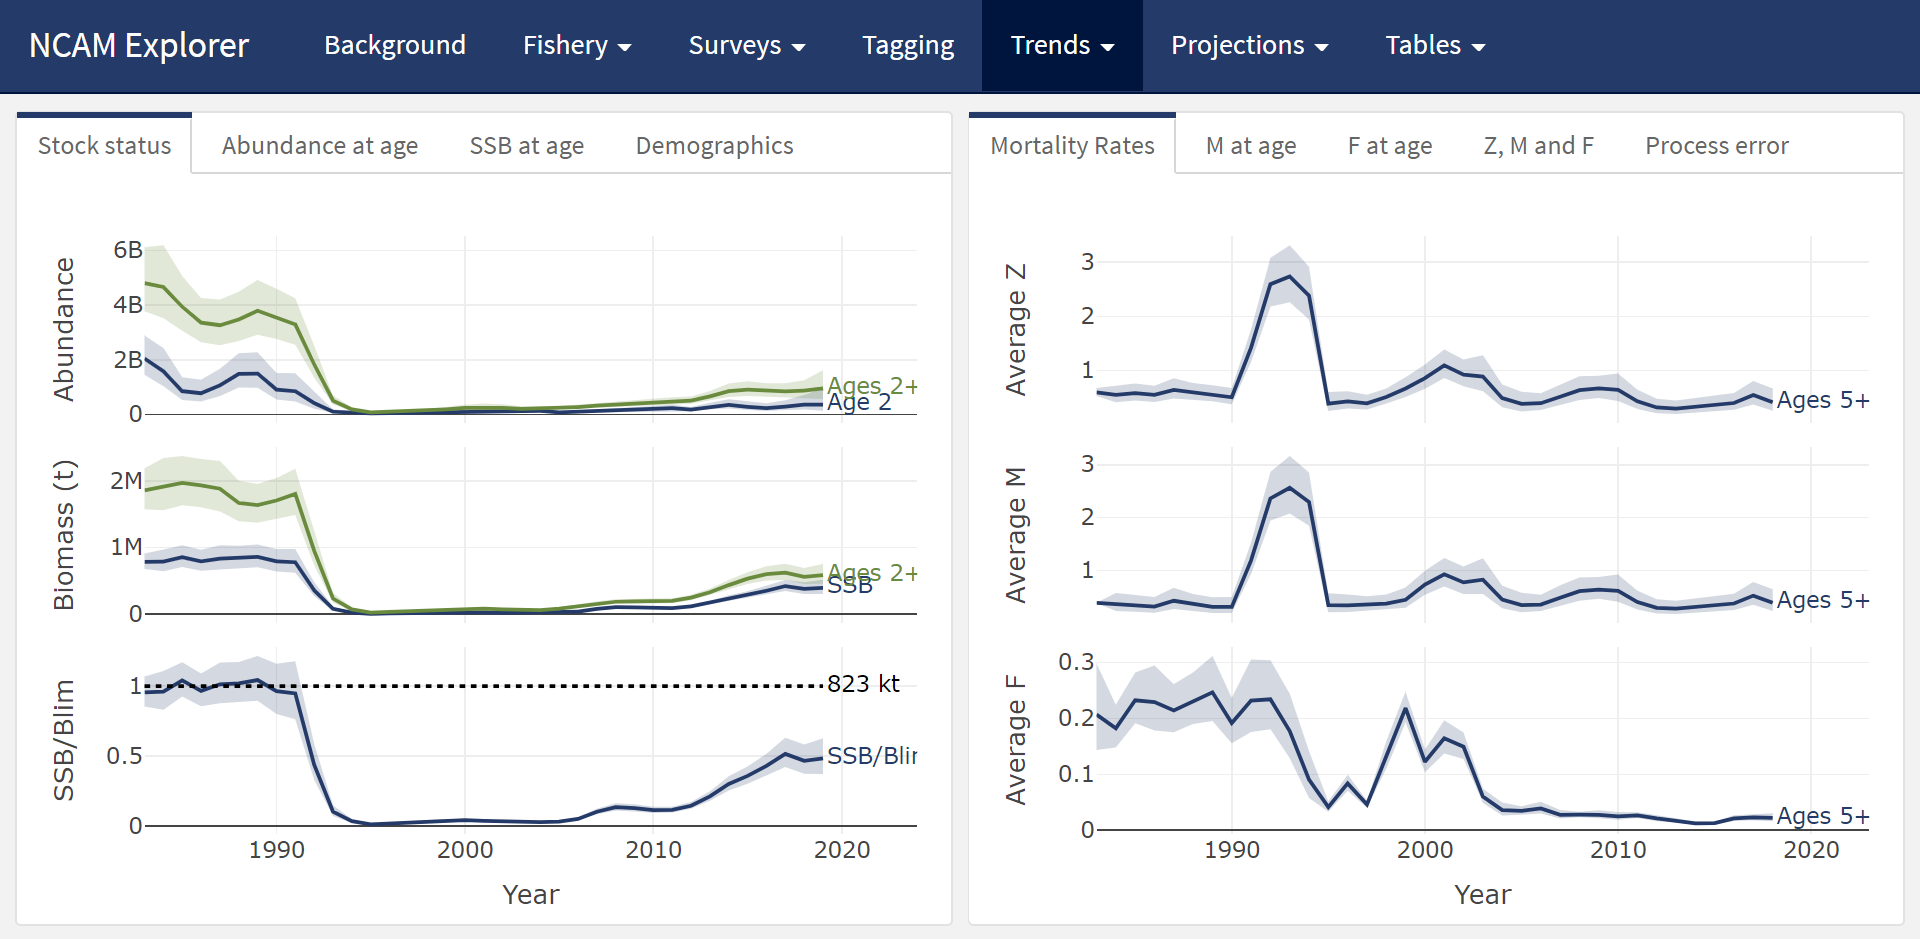 NCAM Explorer Background Fishery Surveys Tagging Trends Projections Tables
Stock status Abundance at age SSB at age Demographics
Abundance
6B
4B
2B
0
Ages 2+
Age 2
Biomass (t)
2M
1M
0
Ages 2+
SSB
SSB/Blim
1
0.5
0
823 kt
SSB/Blim
1990 2000 2010 2020
Year
Mortality Rates M at age F at age Z, M and F Process error
Average Z
3
2
1
Ages 5+
Average M
3
2
1
Ages 5+
Average F
0.3
0.2
0.1
0
Ages 5+
1990 2000 2010 2020
Year